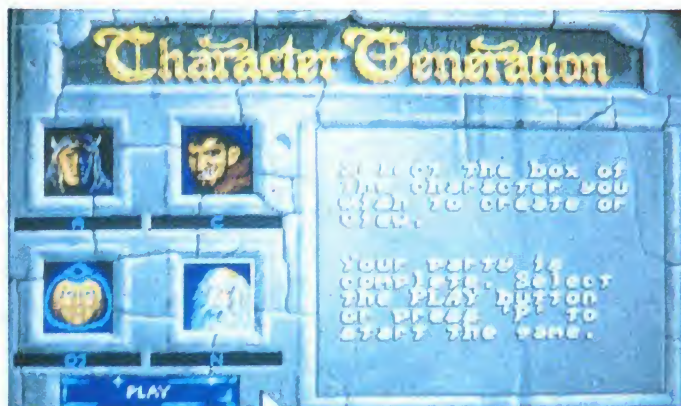 Character Generation
A C
Select the box of
the character you
wish to create or
view.
Your party is
complete. Select
the PLAY button
or press 'P' to
start the game.
N
PLAY